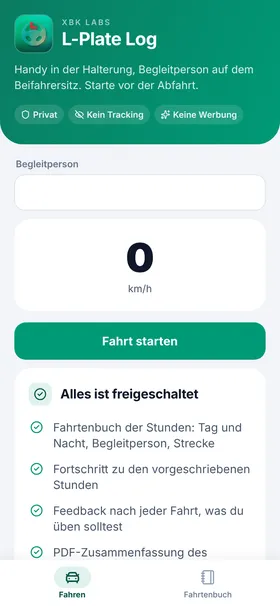 XBK LABS
L-Plate Log
Handy in der Halterung, Begleitperson auf dem
Beifahrersitz. Starte vor der Abfahrt.
Privat
Kein Tracking
Keine Werbung
Begleitperson
0
km/h
Fahrt starten
Alles ist freigeschaltet
Fahrtenbuch der Stunden: Tag und
Nacht, Begleitperson, Strecke
Fortschritt zu den vorgeschriebenen
Stunden
Feedback nach jeder Fahrt, was du
üben solltest
PDF-Zusammenfassung des
Fahren
Fahrtenbuch